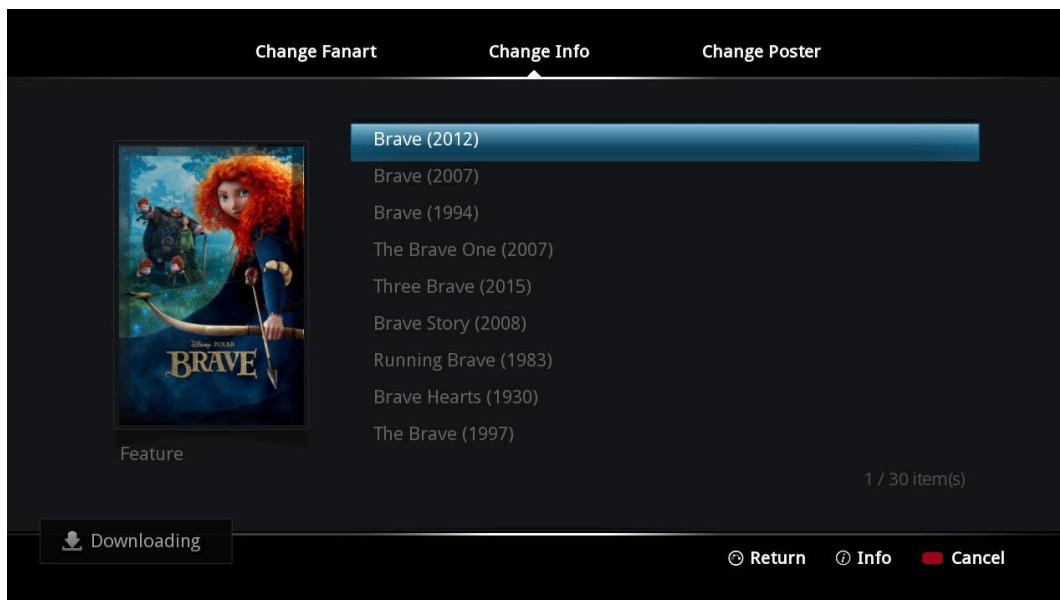 Change Fanart Change Info Change Poster
Brave (2012)
Brave (2007)
Brave (1994)
The Brave One (2007)
Three Brave (2015)
Brave Story (2008)
Running Brave (1983)
Brave Hearts (1930)
The Brave (1997)
Disney·PIXAR
BRAVE
Feature
1 / 30 item(s)
Downloading
Return Info Cancel